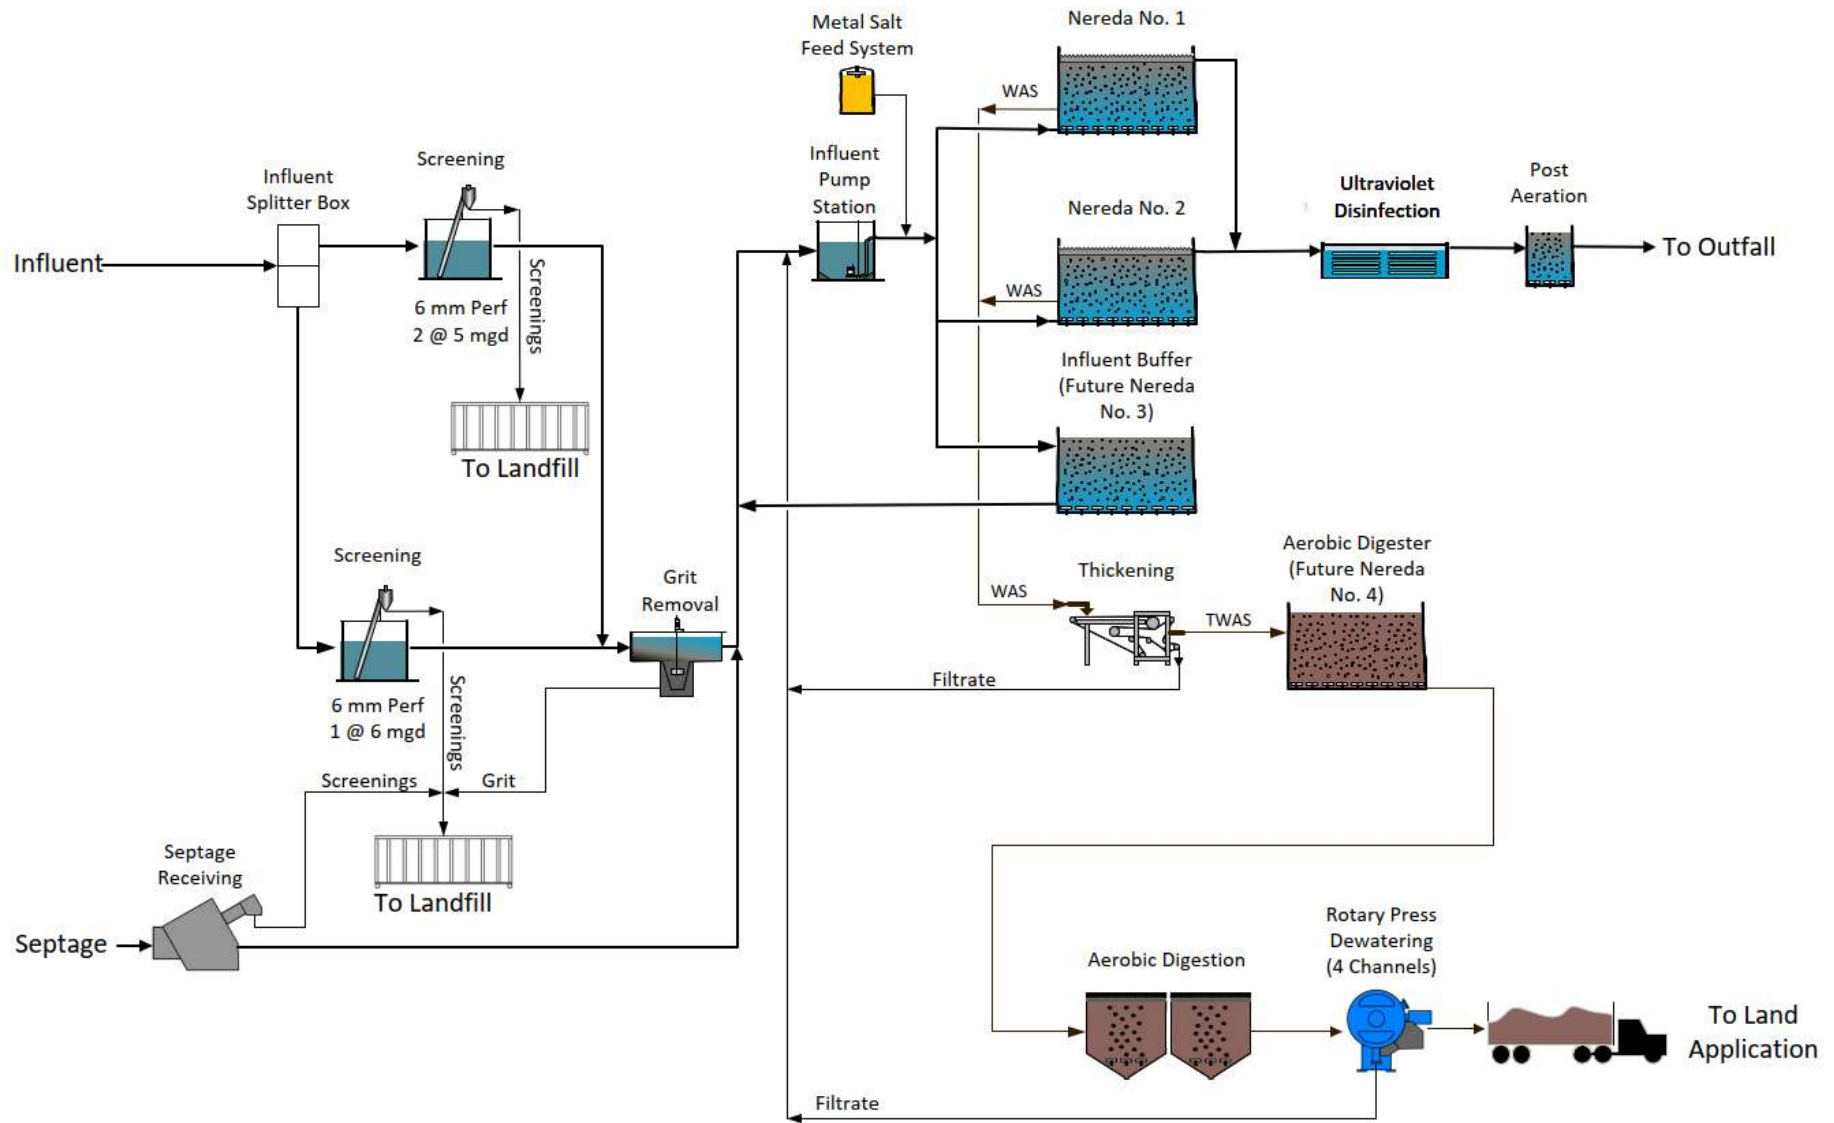 Metal Salt
Feed System
Nereda No. 1
WAS
Screening
Influent
Splitter Box
Influent
Pump
Station
Nereda No. 2
Ultraviolet
Disinfection
Post
Aeration
Influent
To Outfall
Screenings
6 mm Perf
2 @ 5 mgd
WAS
Influent Buffer
(Future Nereda
No. 3)
To Landfill
Screening
Grit
Removal
Thickening
Aerobic Digester
(Future Nereda
No. 4)
WAS
TWAS
Filtrate
6 mm Perf
1 @ 6 mgd
Screenings
Screenings
Grit
Septage
Receiving
To Landfill
Septage
Aerobic Digestion
Rotary Press
Dewatering
(4 Channels)
To Land
Application
Filtrate